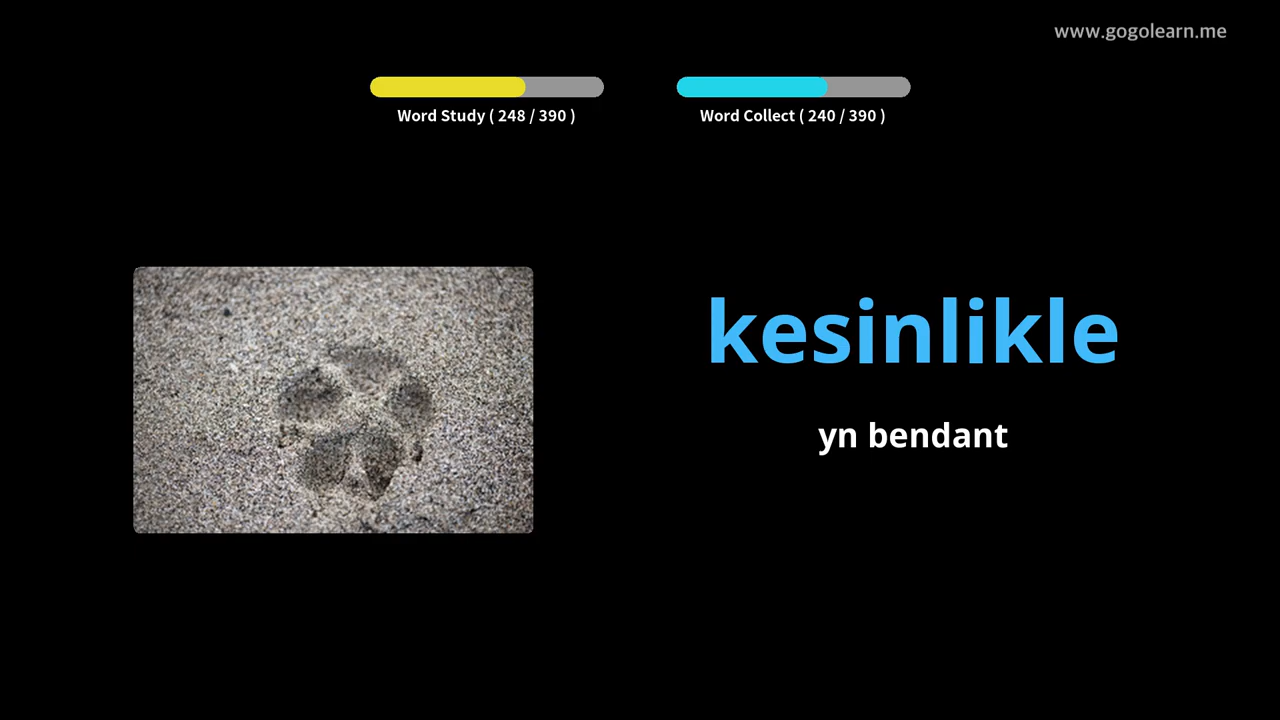 www.gogolearn.me
Word Study ( 248 / 390 )
Word Collect ( 240 / 390 )
kesinlikle
yn bendant